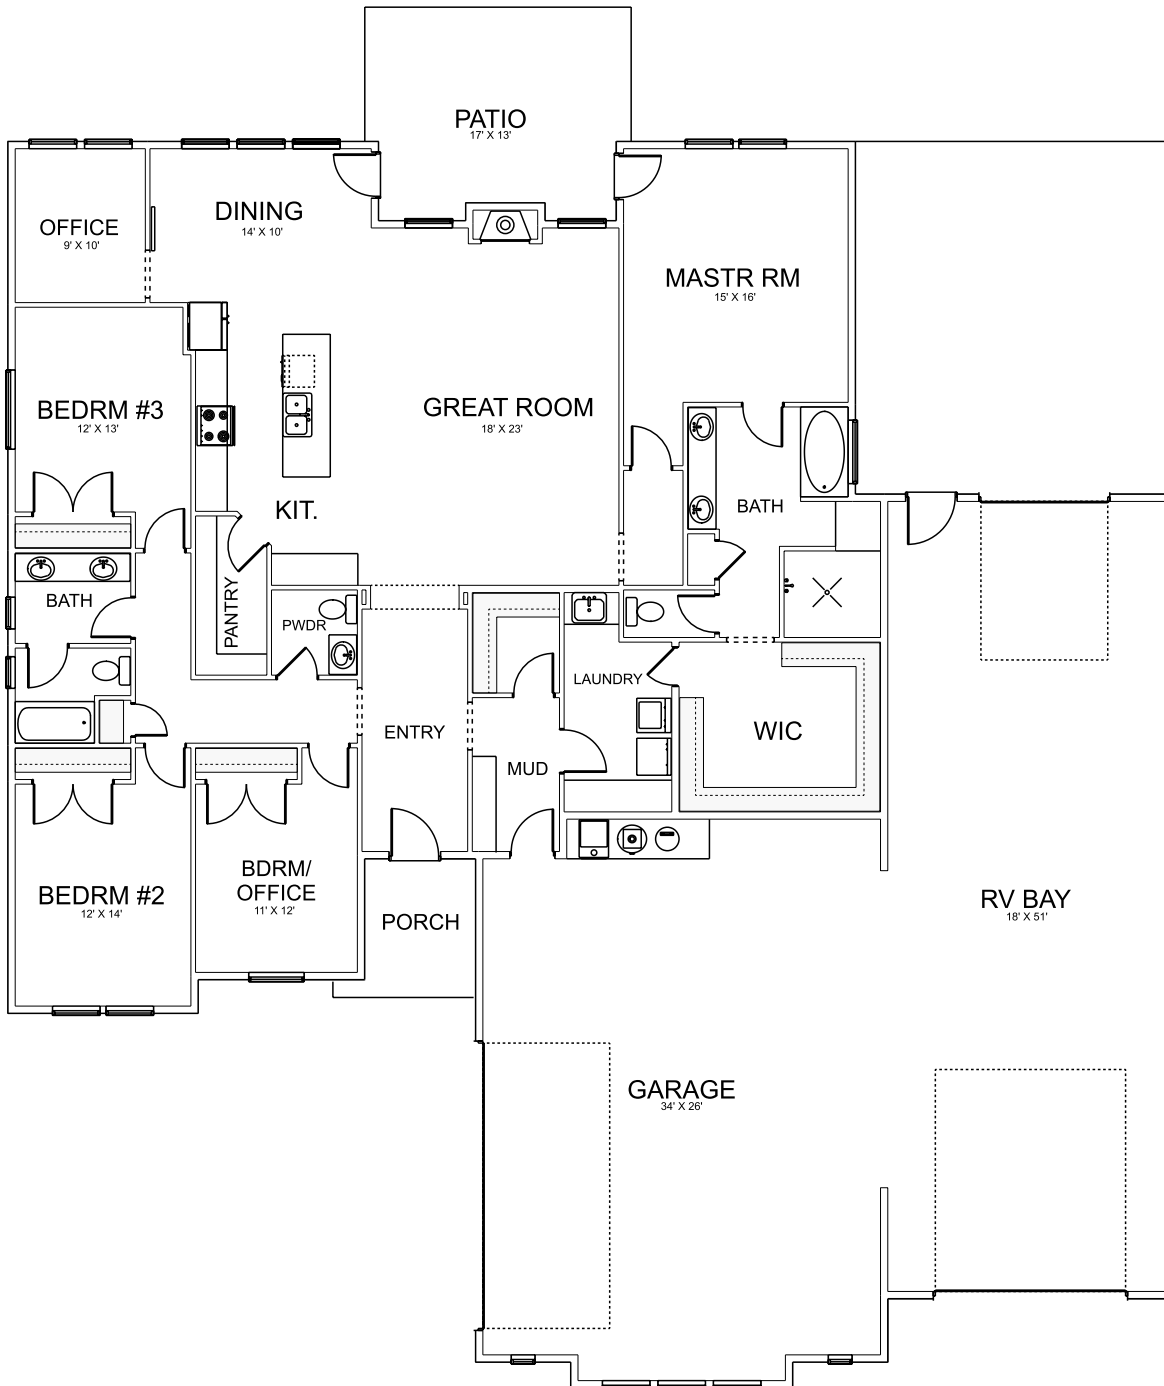 PATIO
17' X 13'
DINING
14' X 10'
OFFICE
9' X 10'
MASTR RM
15' X 16'
BEDRM #3
12' X 13'
GREAT ROOM
18' X 23'
KIT.
BATH
BATH
PANTRY
PWDR
LAUNDRY
ENTRY
WIC
MUD
BDRM/
OFFICE
11' X 12'
BEDRM #2
12' X 14'
PORCH
RV BAY
18' X 51'
GARAGE
34' X 26'